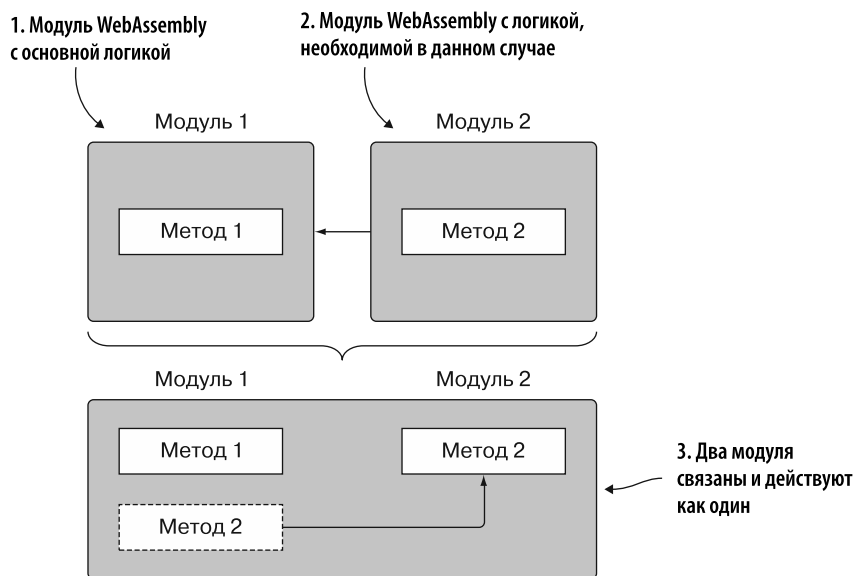 1. Модуль WebAssembly
с основной логикой
2. Модуль WebAssembly с логикой,
необходимой в данном случае
Модуль 1
Модуль 2
Метод 1
Метод 2
Модуль 1
Модуль 2
Метод 1
Метод 2
Метод 2
3. Два модуля
связаны и действуют
как один